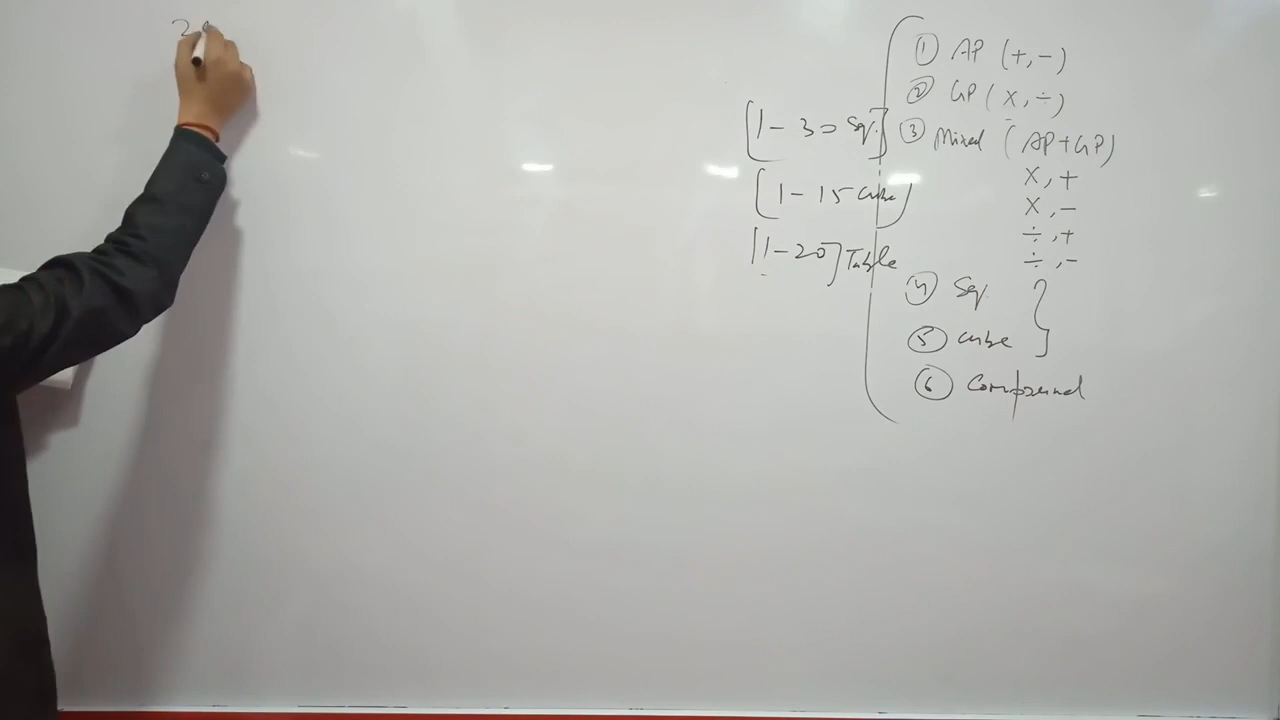 2
[1 - 30 Sq.]
[1 - 15 cube)
[1 - 20] Table
① AP (+, -)
② GP (×, ÷)
③ Mixed (AP + GP)
×, +
×, -
÷, +
÷, -
④ Sq.
⑤ cube
⑥ Compound